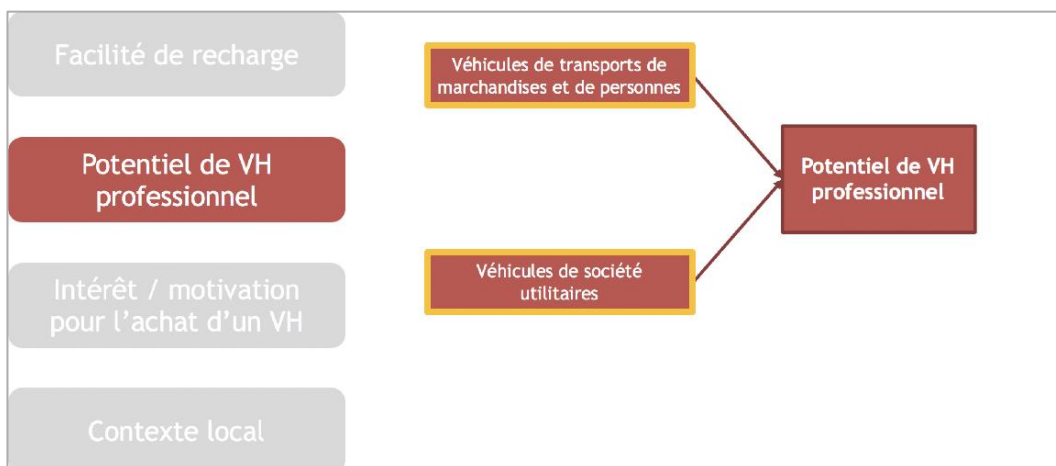 Facilité de recharge
Potentiel de VH
professionnel
Intérêt / motivation
pour l'achat d'un VH
Contexte local
Véhicules de transports de
marchandises et de personnes
Véhicules de société
utilitaires
Potentiel de VH
professionnel